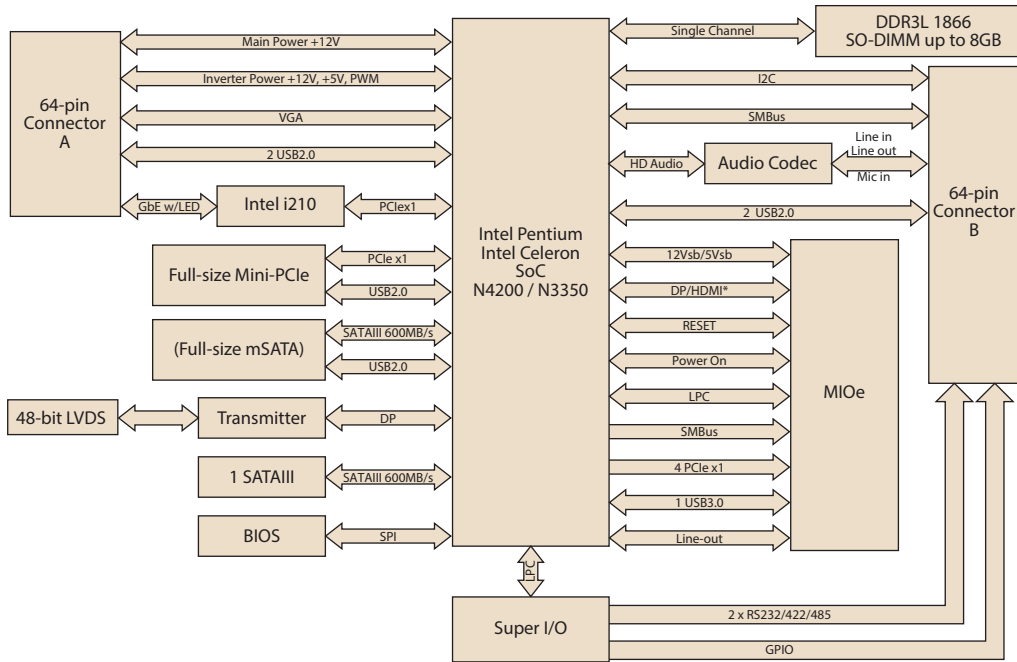 64-pin
Connector
A
Main Power +12V
Inverter Power +12V, +5V, PWM
VGA
2 USB2.0
GbE w/LED
Intel i210
PCIex1
Full-size Mini-PCIe
PCIe x1
USB2.0
(Full-size mSATA)
SATAIII 600MB/s
USB2.0
48-bit LVDS
Transmitter
DP
1 SATAIII
SATAIII 600MB/s
BIOS
SPI
Intel Pentium
Intel Celeron
SoC
N4200 / N3350
LPC
Super I/O
Single Channel
DDR3L 1866
SO-DIMM up to 8GB
I2C
SMBus
HD Audio
Audio Codec
Line in
Line out
Mic in
2 USB2.0
64-pin
Connector
B
12Vsb/5Vsb
DP/HDMI*
RESET
Power On
LPC
SMBus
4 PCIe x1
1 USB3.0
Line-out
MIOe
2 x RS232/422/485
GPIO